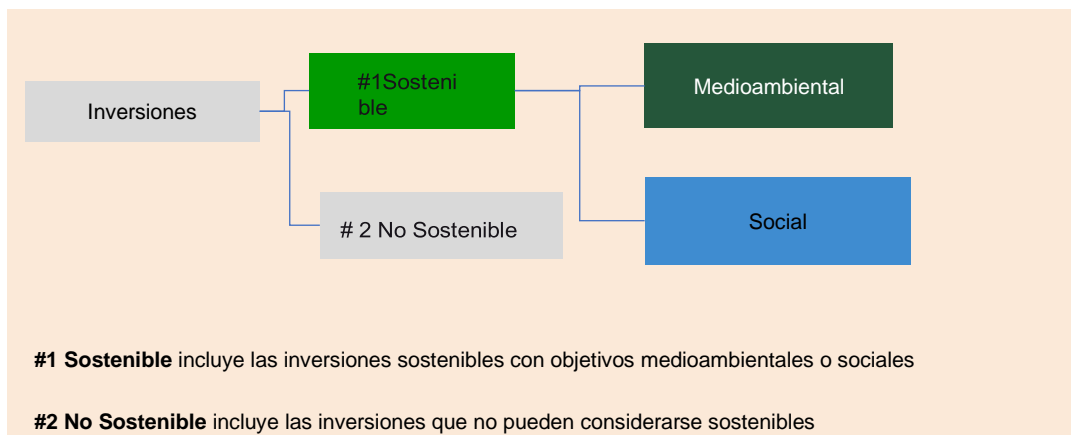 Inversiones
#1Sosteni
ble
# 2 No Sostenible
Medioambiental
Social
#1 Sostenible incluye las inversiones sostenibles con objetivos medioambientales o sociales
#2 No Sostenible incluye las inversiones que no pueden considerarse sostenibles